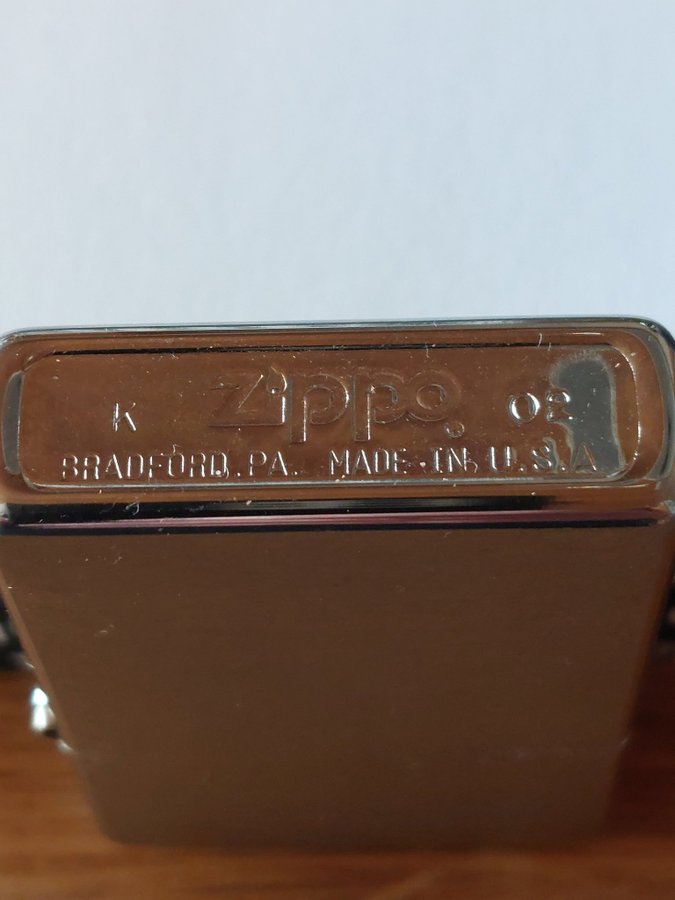 K Zippo® 02
BRADFORD, PA. MADE IN U.S.A